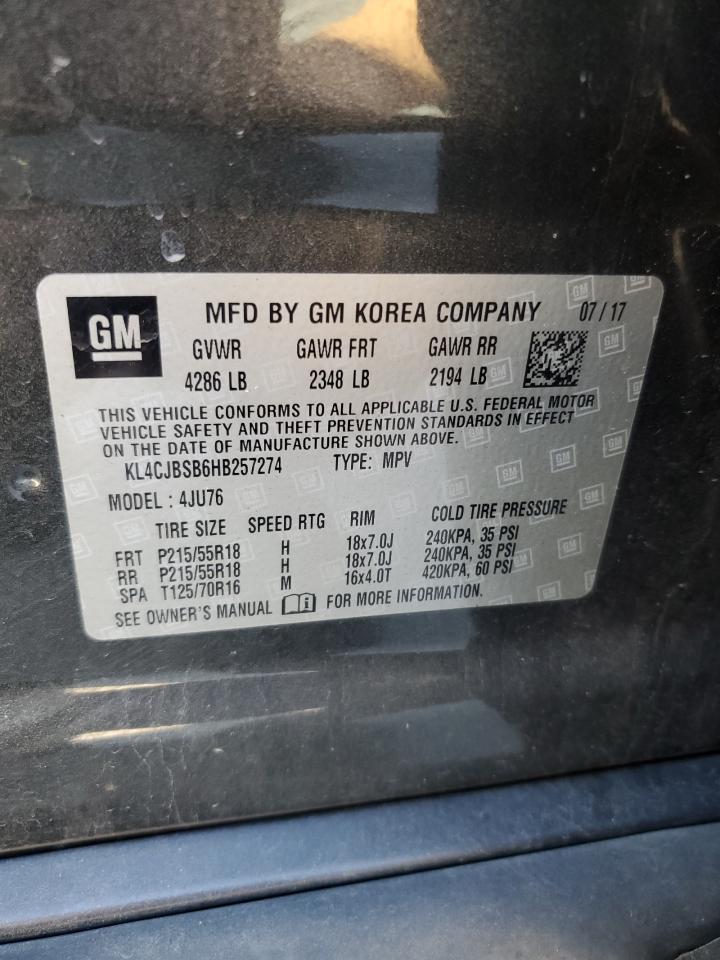 GM
MFD BY GM KOREA COMPANY 07/17
GVWR GAWR FRT GAWR RR
4286 LB 2348 LB 2194 LB
THIS VEHICLE CONFORMS TO ALL APPLICABLE U.S. FEDERAL MOTOR
VEHICLE SAFETY AND THEFT PREVENTION STANDARDS IN EFFECT
ON THE DATE OF MANUFACTURE SHOWN ABOVE.
KL4CJBSB6HB257274 TYPE: MPV
MODEL : 4JU76
TIRE SIZE SPEED RTG RIM COLD TIRE PRESSURE
FRT P215/55R18 H 18x7.0J 240KPA, 35 PSI
RR P215/55R18 H 18x7.0J 240KPA, 35 PSI
SPA T125/70R16 M 16x4.0T 420KPA, 60 PSI
SEE OWNER'S MANUAL FOR MORE INFORMATION.